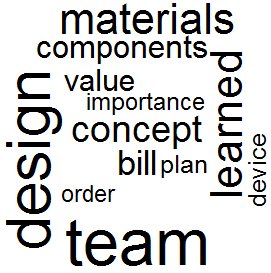 materials
components
value
importance
concept
bill plan
order
team
design
learned
device